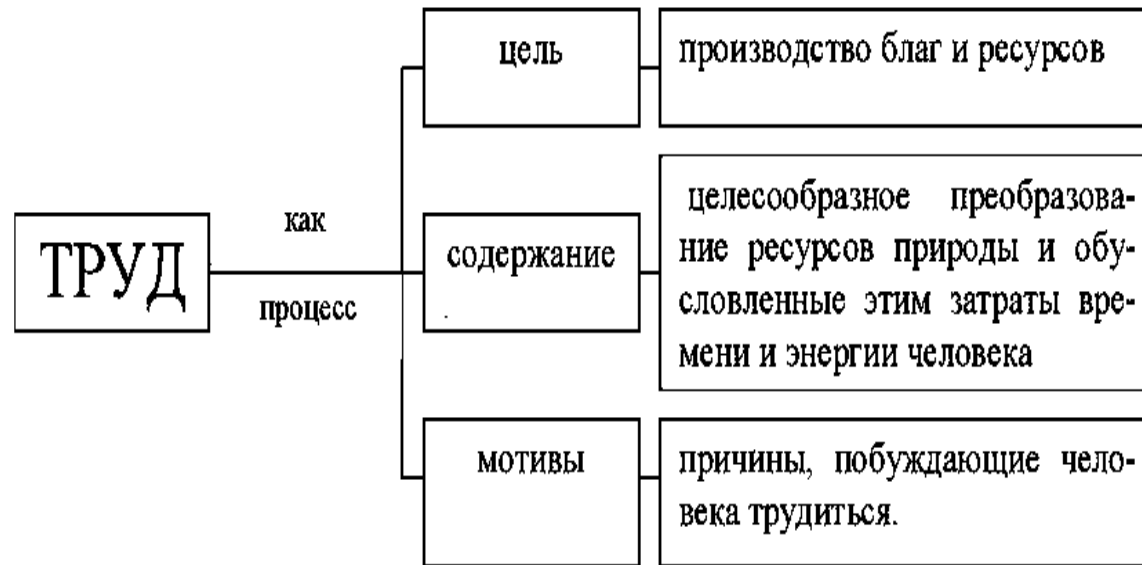 ТРУД
как
процесс
цель
производство благ и ресурсов
содержание
целесообразное преобразова-
ние ресурсов природы и обу-
словленные этим затраты вре-
мени и энергии человека
мотивы
причины, побуждающие чело-
века трудиться.